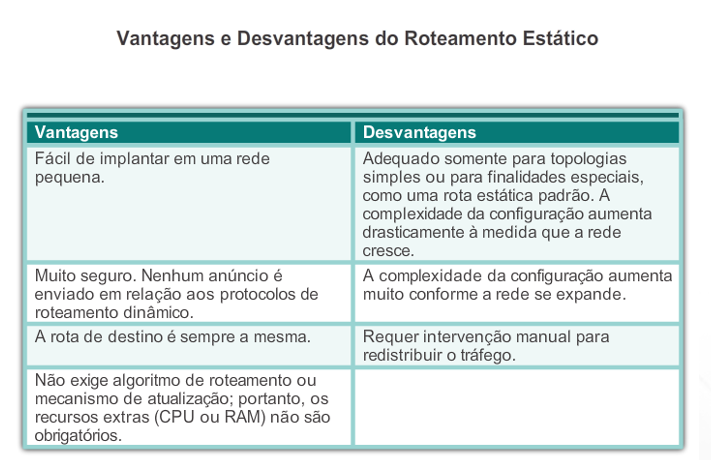 Vantagens e Desvantagens do Roteamento Estático
Vantagens
Desvantagens
Fácil de implantar em uma rede
pequena.
Adequado somente para topologias
simples ou para finalidades especiais,
como uma rota estática padrão. A
complexidade da configuração aumenta
drasticamente à medida que a rede
cresce.
Muito seguro. Nenhum anúncio é
enviado em relação aos protocolos de
roteamento dinâmico.
A complexidade da configuração aumenta
muito conforme a rede se expande.
A rota de destino é sempre a mesma.
Requer intervenção manual para
redistribuir o tráfego.
Não exige algoritmo de roteamento ou
mecanismo de atualização; portanto, os
recursos extras (CPU ou RAM) não são
obrigatórios.